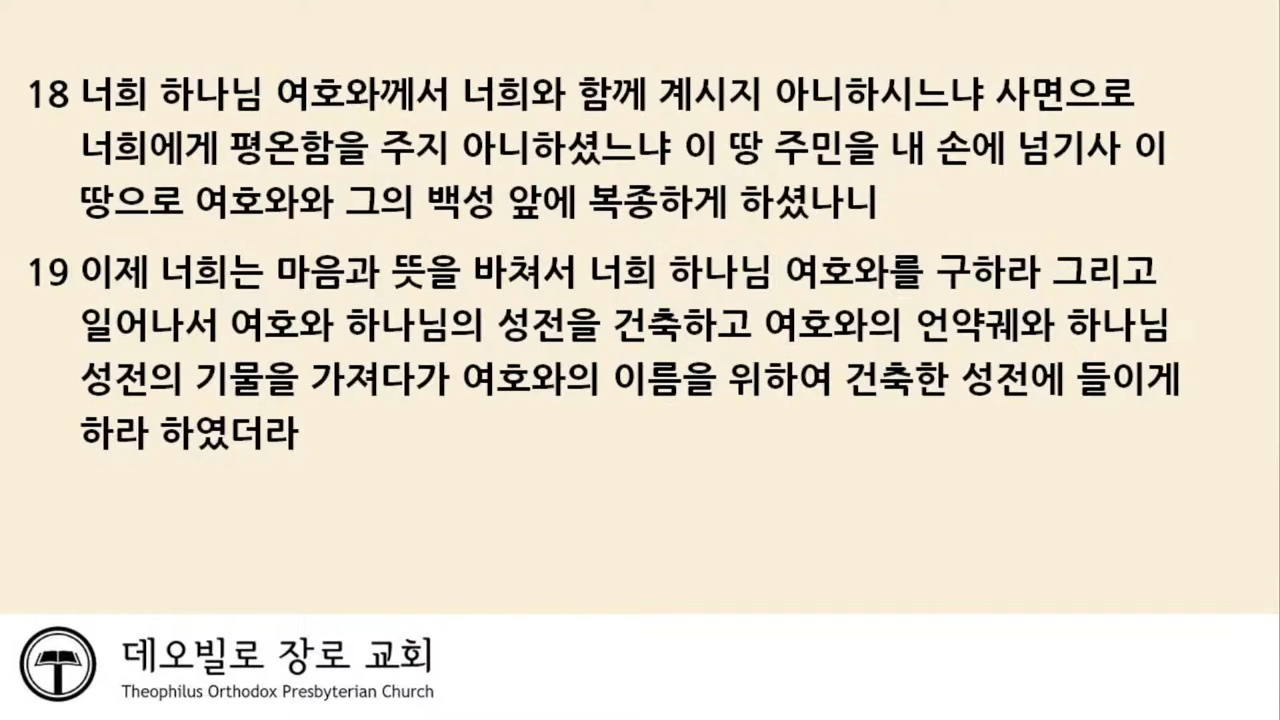 18 너희 하나님 여호와께서 너희와 함께 계시지 아니하시느냐 사면으로
너희에게 평온함을 주지 아니하셨느냐 이 땅 주민을 내 손에 넘기사 이
땅으로 여호와와 그의 백성 앞에 복종하게 하셨나니
19 이제 너희는 마음과 뜻을 바쳐서 너희 하나님 여호와를 구하라 그리고
일어나서 여호와 하나님의 성전을 건축하고 여호와의 언약궤와 하나님
성전의 기물을 가져다가 여호와의 이름을 위하여 건축한 성전에 들이게
하라 하였더라
데오빌로 장로 교회
Theophilus Orthodox Presbyterian Church